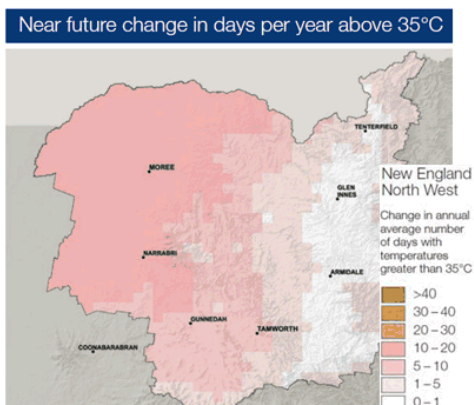 Near future change in days per year above 35°C
TENTERFIELD
MOREE
New England
North West
GLEN
INNES
Change in annual
average number
of days with
temperatures
greater than 35°C
NARRABRI
ARMIDALE
>40
30 – 40
20 – 30
GUNNEDAH
TAMWORTH
COONABARABRAN
10 – 20
5 – 10
1 – 5
0 – 1